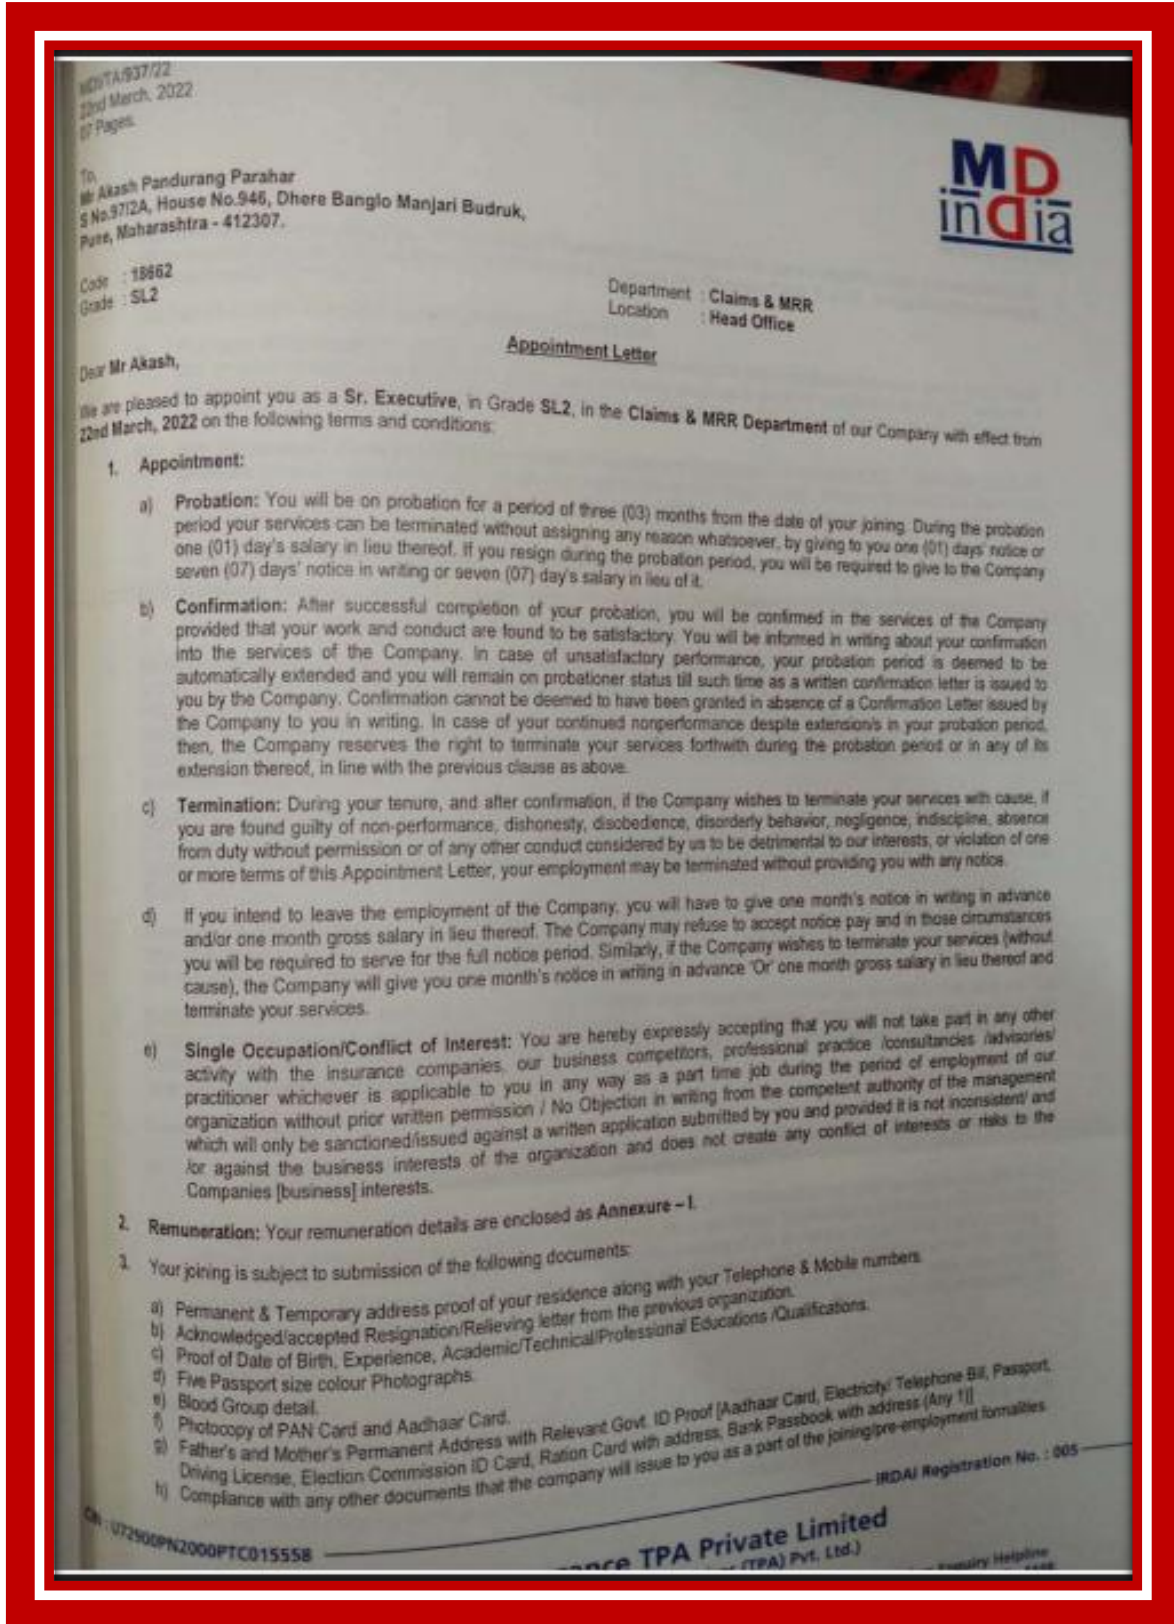 MDI/TA/937/22
22nd March, 2022
07 Pages.
MD
india
To,
Mr Akash Pandurang Parahar
S No.97/2A, House No.946, Dhere Banglo Manjari Budruk,
Pune, Maharashtra - 412307.
Code : 18662
Grade : SL2
Department : Claims & MRR
Location : Head Office
Appointment Letter
Dear Mr Akash,
We are pleased to appoint you as a Sr. Executive, in Grade SL2, in the Claims & MRR Department of our Company with effect from
22nd March, 2022 on the following terms and conditions:
1. Appointment:
a) Probation: You will be on probation for a period of three (03) months from the date of your joining. During the probation
period your services can be terminated without assigning any reason whatsoever, by giving to you one (01) days' notice or
one (01) day's salary in lieu thereof. If you resign during the probation period, you will be required to give to the Company
seven (07) days' notice in writing or seven (07) day's salary in lieu of it.
b) Confirmation: After successful completion of your probation, you will be confirmed in the services of the Company
provided that your work and conduct are found to be satisfactory. You will be informed in writing about your confirmation
into the services of the Company. In case of unsatisfactory performance, your probation period is deemed to be
automatically extended and you will remain on probationer status till such time as a written confirmation letter is issued to
you by the Company. Confirmation cannot be deemed to have been granted in absence of a Confirmation Letter issued by
the Company to you in writing. In case of your continued nonperformance despite extension/s in your probation period,
then, the Company reserves the right to terminate your services forthwith during the probation period or in any of its
extension thereof, in line with the previous clause as above.
c) Termination: During your tenure, and after confirmation, if the Company wishes to terminate your services with cause, if
you are found guilty of non-performance, dishonesty, disobedience, disorderly behavior, negligence, indiscipline, absence
from duty without permission or of any other conduct considered by us to be detrimental to our interests, or violation of one
or more terms of this Appointment Letter, your employment may be terminated without providing you with any notice.
d) If you intend to leave the employment of the Company, you will have to give one month's notice in writing in advance
and/or one month gross salary in lieu thereof. The Company may refuse to accept notice pay and in those circumstances
you will be required to serve for the full notice period. Similarly, if the Company wishes to terminate your services (without
cause), the Company will give you one month's notice in writing in advance 'Or' one month gross salary in lieu thereof and
terminate your services.
e) Single Occupation/Conflict of Interest: You are hereby expressly accepting that you will not take part in any other
activity with the insurance companies, our business competitors, professional practice /consultancies /advisories/
practitioner whichever is applicable to you in any way as a part time job during the period of employment of our
organization without prior written permission / No Objection in writing from the competent authority of the management
which will only be sanctioned/issued against a written application submitted by you and provided it is not inconsistent/ and
/or against the business interests of the organization and does not create any conflict of interests or risks to the
Companies [business] interests.
2. Remuneration: Your remuneration details are enclosed as Annexure – I.
3. Your joining is subject to submission of the following documents:
a) Permanent & Temporary address proof of your residence along with your Telephone & Mobile numbers.
b) Acknowledged/accepted Resignation/Relieving letter from the previous organization.
c) Proof of Date of Birth, Experience, Academic/Technical/Professional Educations /Qualifications.
d) Five Passport size colour Photographs.
e) Blood Group detail.
f) Photocopy of PAN Card and Aadhaar Card.
g) Father's and Mother's Permanent Address with Relevant Govt. ID Proof [Aadhaar Card, Electricity/ Telephone Bill, Passport,
Driving License, Election Commission ID Card, Ration Card with address, Bank Passbook with address (Any 1)]
h) Compliance with any other documents that the company will issue to you as a part of the joining/pre-employment formalities.
IRDAI Registration No. : 005
CIN : U72900PN2000PTC015558
ance TPA Private Limited
(TPA) Pvt. Ltd.)
Enquiry Helpline